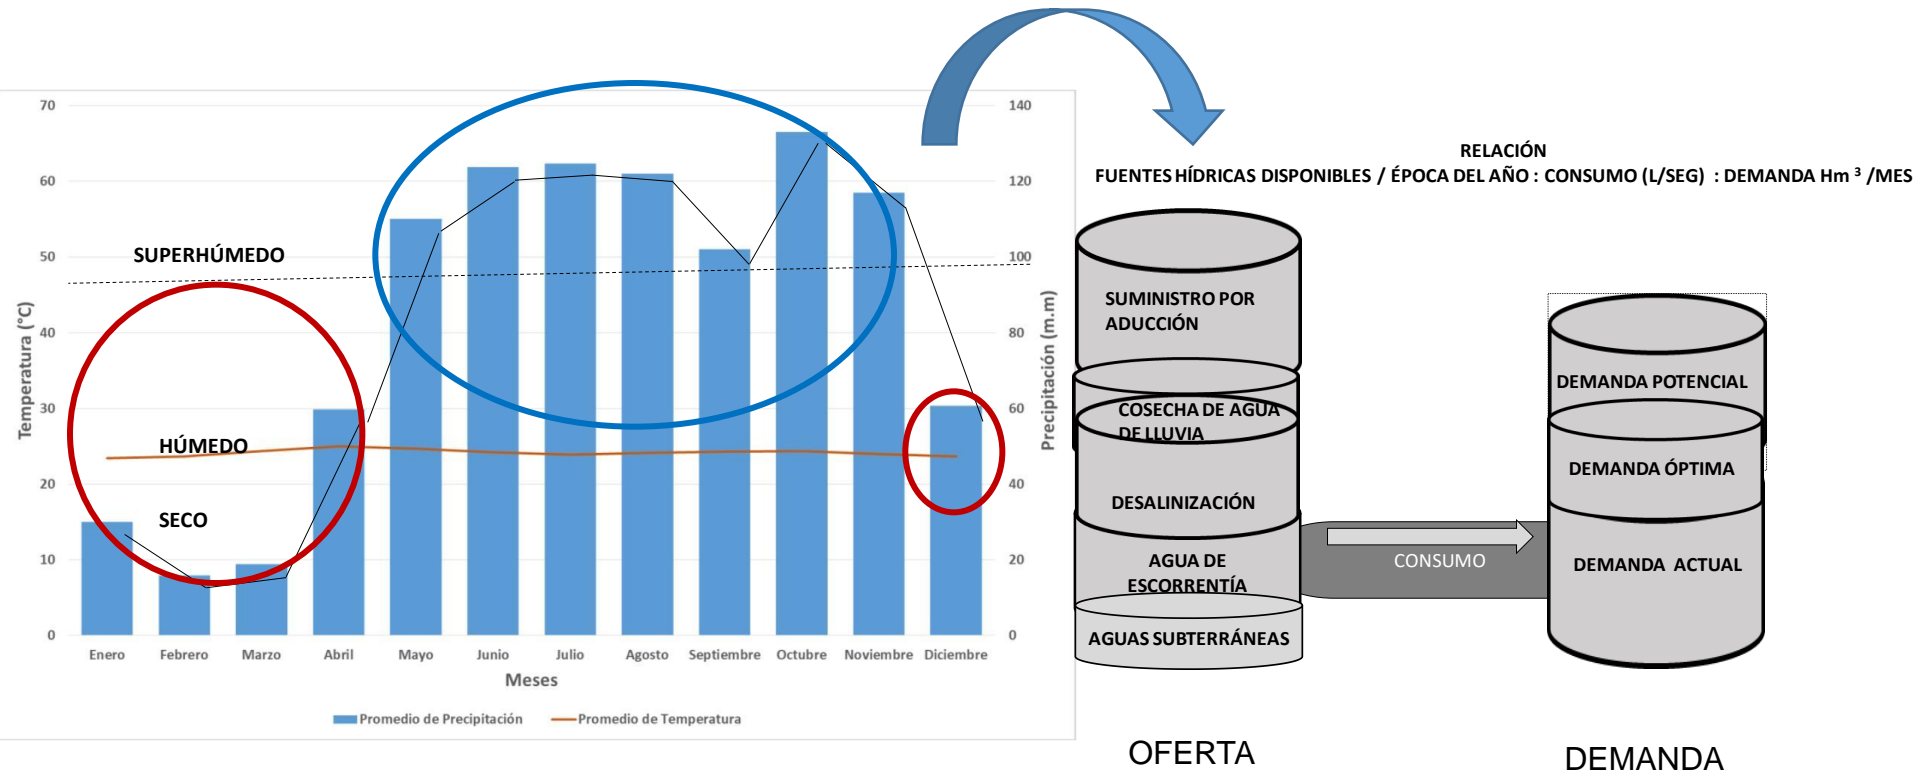 70
60
50
40
30
20
10
0
Temperatura (°C)
SUPERHÚMEDO
HÚMEDO
SECO
140
120
100
80
60
40
20
0
Precipitación (m.m)
Enero Febrero Marzo Abril Mayo Junio Julio Agosto Septiembre Octubre Noviembre Diciembre
Meses
Promedio de Precipitación Promedio de Temperatura
RELACIÓN
FUENTES HÍDRICAS DISPONIBLES / ÉPOCA DEL AÑO : CONSUMO (L/SEG) : DEMANDA Hm ³ /MES
SUMINISTRO POR
ADUCCIÓN
COSECHA DE AGUA
DE LLUVIA
DESALINIZACIÓN
AGUA DE
ESCORRENTÍA
AGUAS SUBTERRÁNEAS
CONSUMO
DEMANDA POTENCIAL
DEMANDA ÓPTIMA
DEMANDA ACTUAL
OFERTA
DEMANDA